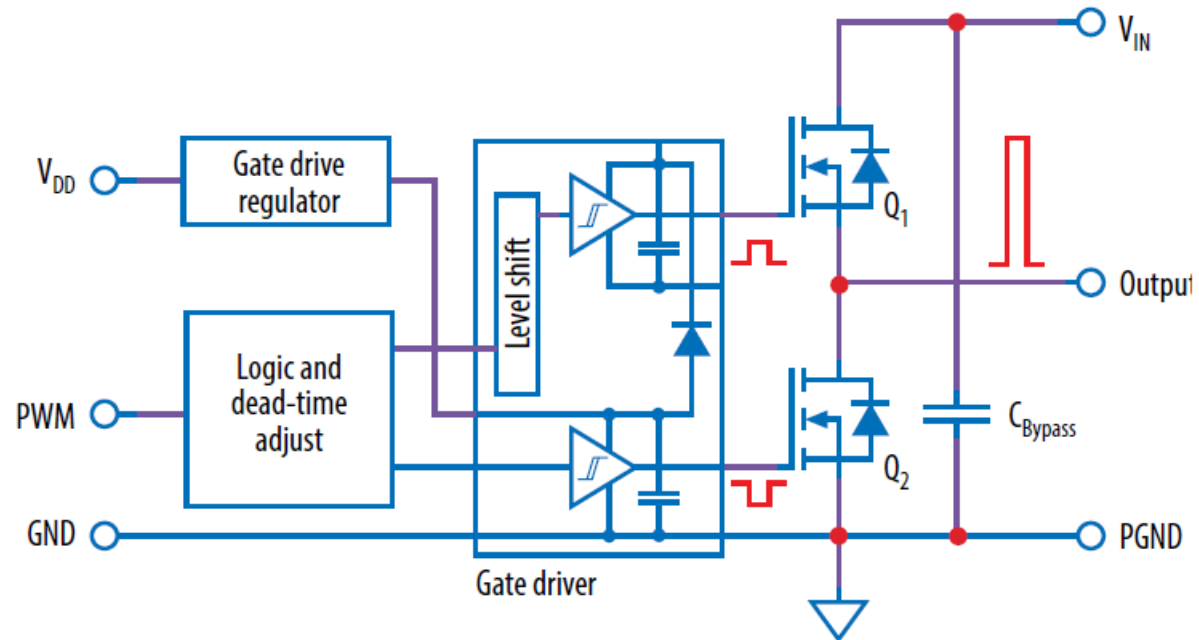 V_IN
V_DD
Gate drive
regulator
Level shift
Q_1
Output
Logic and
dead-time
adjust
PWM
C_Bypass
Q_2
GND
PGND
Gate driver